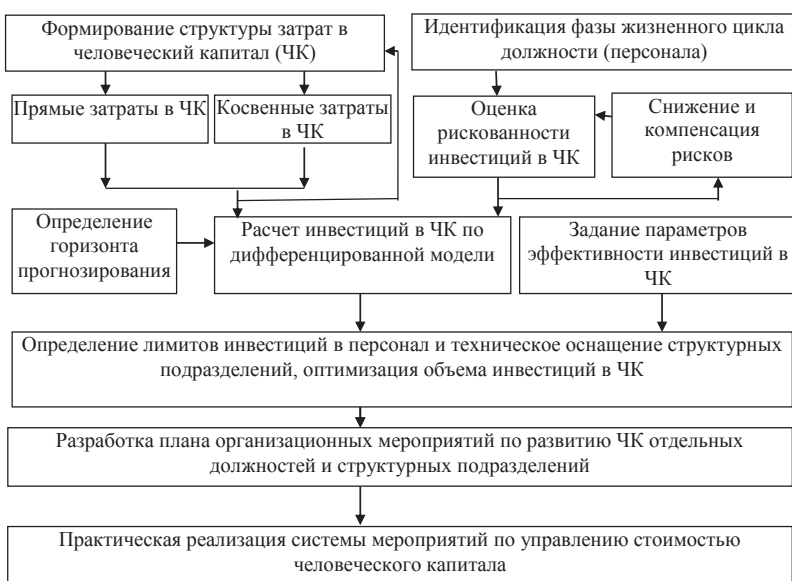 Формирование структуры затрат в
человеческий капитал (ЧК)
Идентификация фазы жизненного цикла
должности (персонала)
Прямые затраты в ЧК
Косвенные затраты
в ЧК
Оценка
рискованности
инвестиций в ЧК
Снижение и
компенсация
рисков
Определение
горизонта
прогнозирования
Расчет инвестиций в ЧК по
дифференцированной модели
Задание параметров
эффективности инвестиций в
ЧК
Определение лимитов инвестиций в персонал и техническое оснащение структурных
подразделений, оптимизация объема инвестиций в ЧК
Разработка плана организационных мероприятий по развитию ЧК отдельных
должностей и структурных подразделений
Практическая реализация системы мероприятий по управлению стоимостью
человеческого капитала